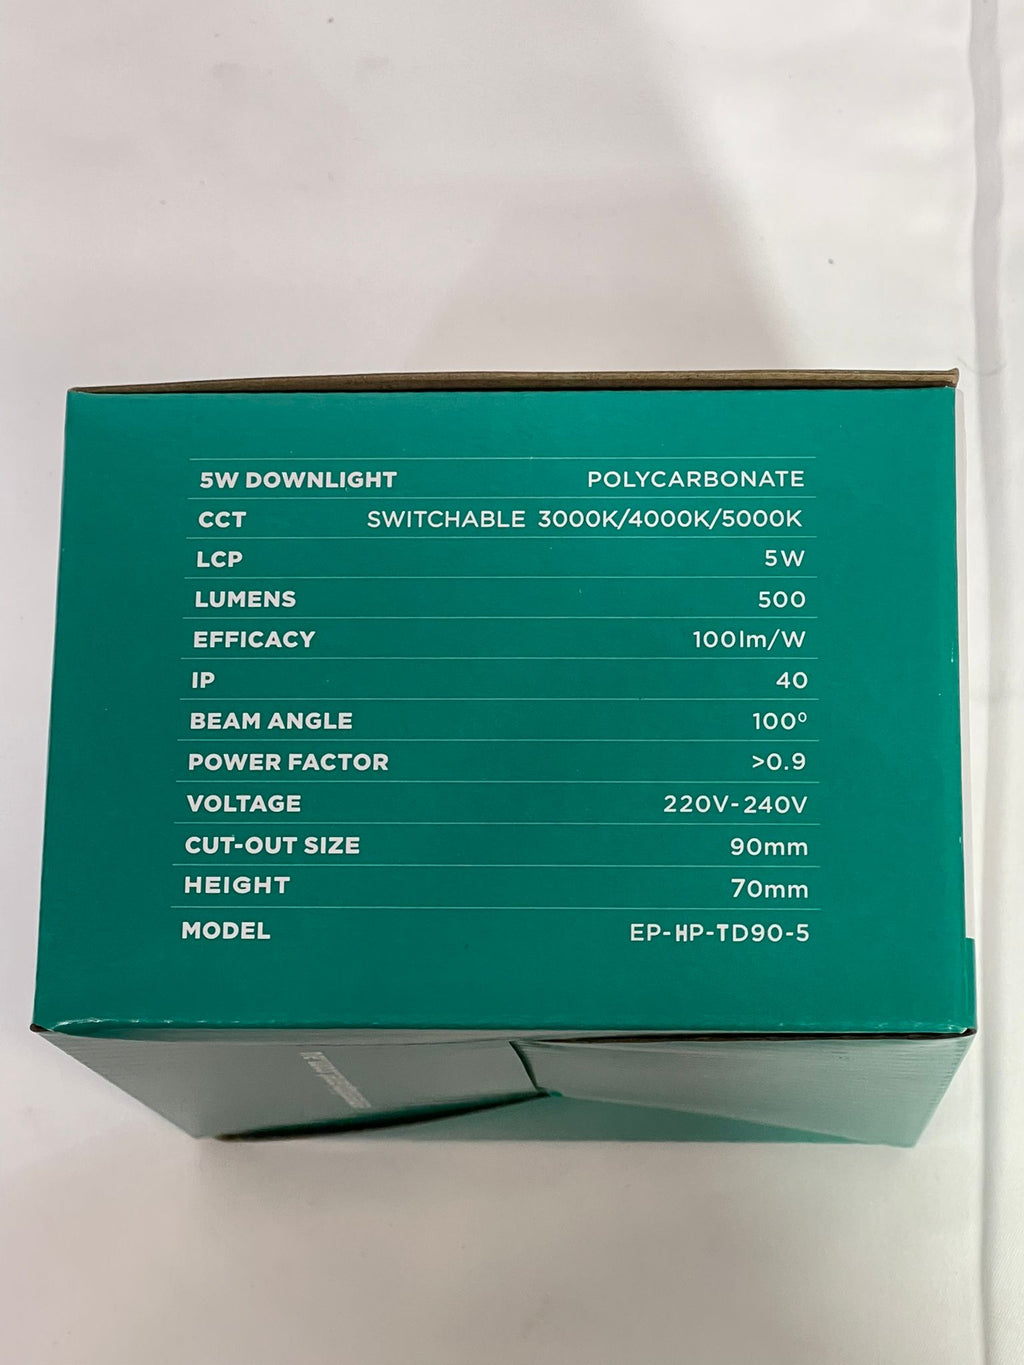 5W DOWNLIGHT POLYCARBONATE
CCT SWITCHABLE 3000K/4000K/5000K
LCP 5W
LUMENS 500
EFFICACY 100lm/W
IP 40
BEAM ANGLE 100º
POWER FACTOR >0.9
VOLTAGE 220V-240V
CUT-OUT SIZE 90mm
HEIGHT 70mm
MODEL EP-HP-TD90-5